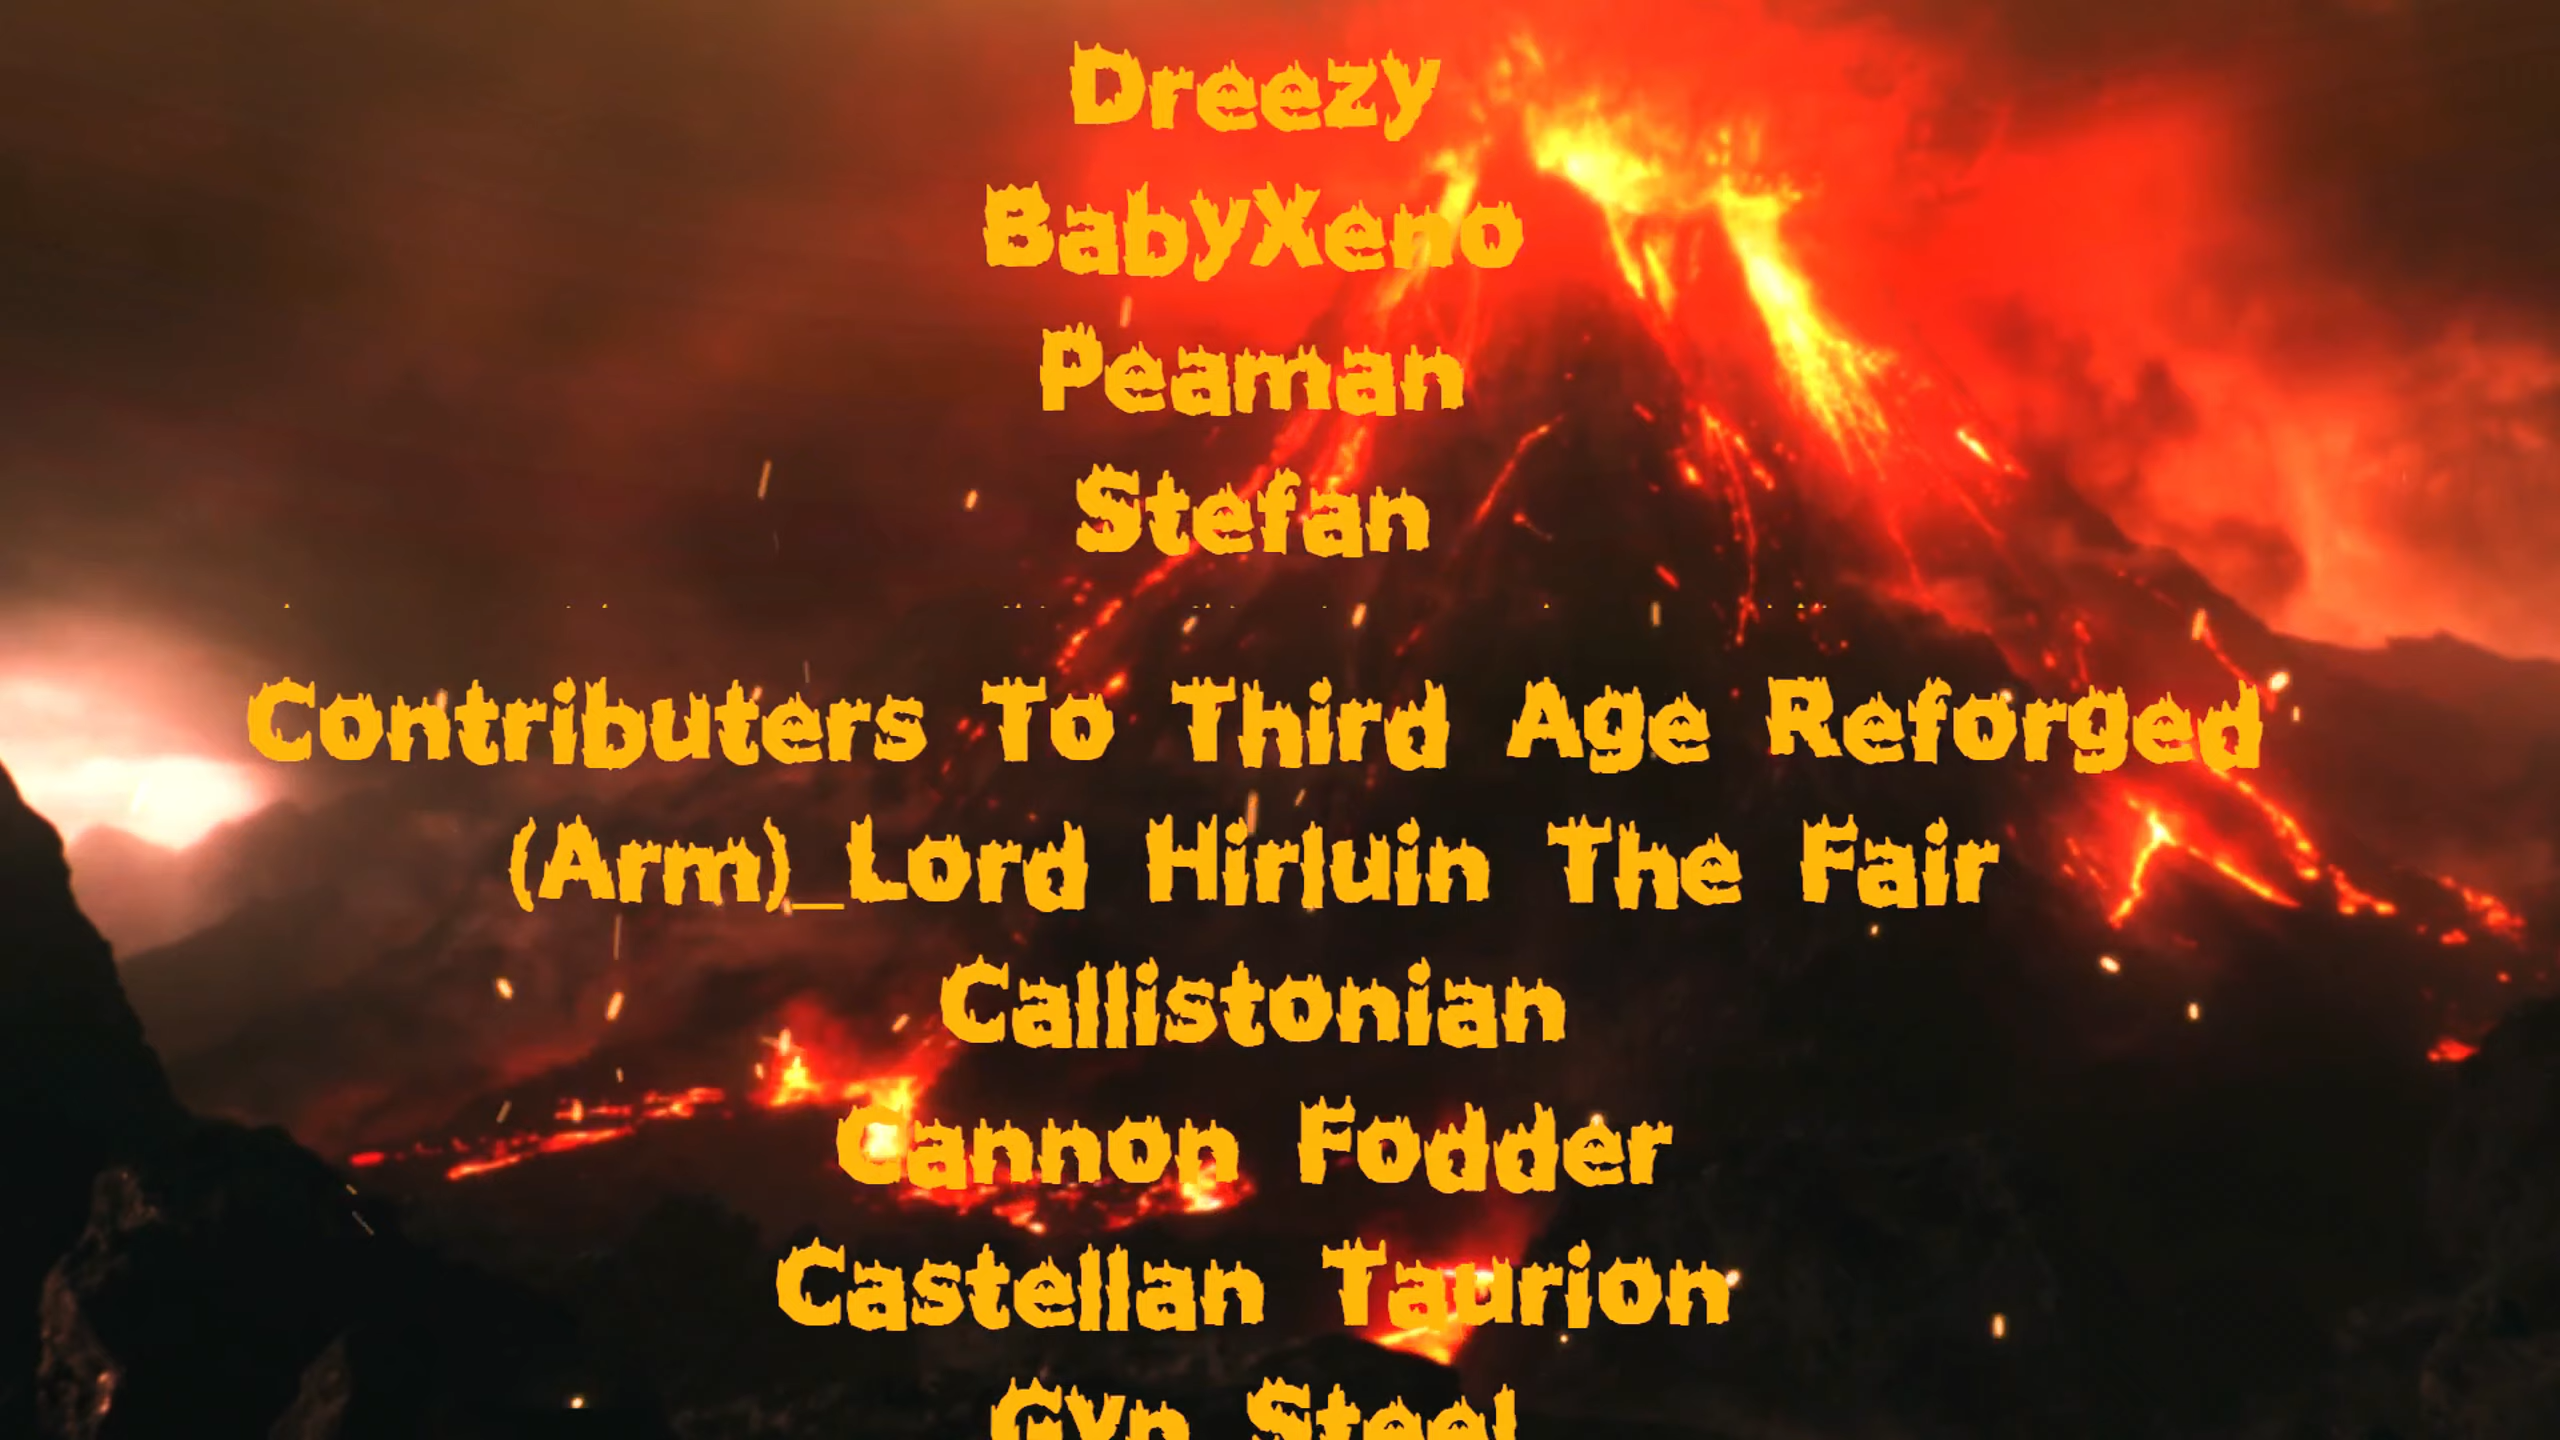 Dreezy
BabyXeno
Peaman
Stefan
Contributers To Third Age Reforged
(Arm)_Lord Hirluin The Fair
Callistonian
Cannon Fodder
Castellan Taurion
Steel